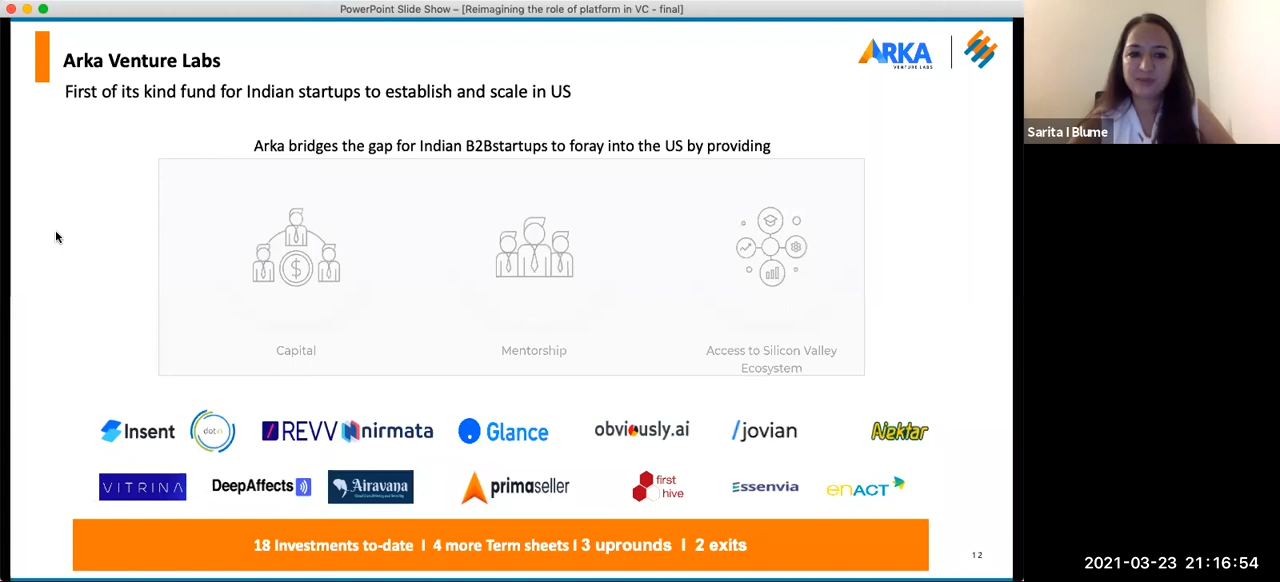 PowerPoint Slide Show – [Reimagining the role of platform in VC - final]
Arka Venture Labs
First of its kind fund for Indian startups to establish and scale in US
ARKA
VENTURE LABS
Sarita I Blume
Arka bridges the gap for Indian B2Bstartups to foray into the US by providing
$
Capital
Mentorship
Access to Silicon Valley
Ecosystem
Insent
REVV
nirmata
Glance
obviously.ai
jovian
Nektar
VITRINA
DeepAffects
Airavana
primaseller
first
hive
Essenvia
enACT
18 Investments to-date I 4 more Term sheets I 3 uprounds I 2 exits
12
2021-03-23 21:16:54